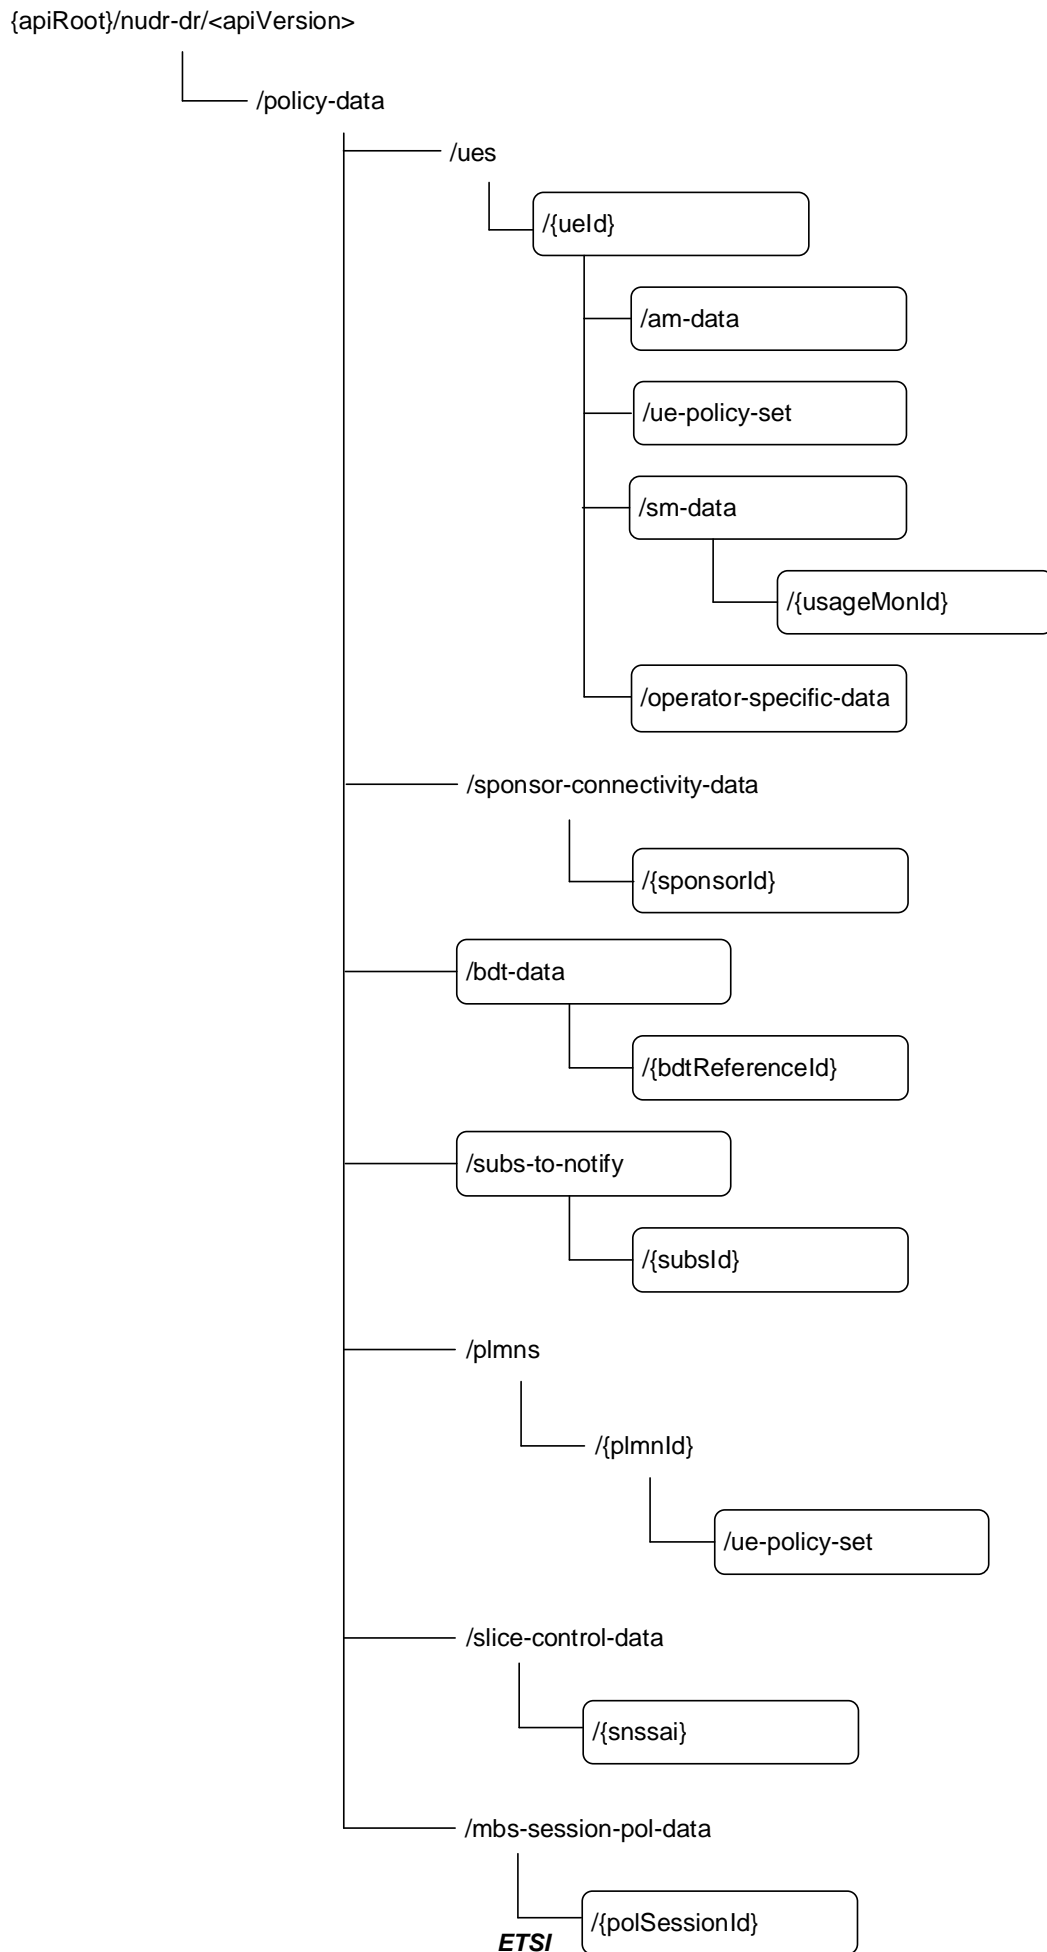 {apiRoot}/nudr-dr/<apiVersion>
/policy-data
/ues
/{ueId}
/am-data
/ue-policy-set
/sm-data
/{usageMonId}
/operator-specific-data
/sponsor-connectivity-data
/{sponsorId}
/bdt-data
/{bdtReferenceId}
/subs-to-notify
/{subsId}
/plmns
/{plmnId}
/ue-policy-set
/slice-control-data
/{snssai}
/mbs-session-pol-data
/{polSessionId}
ETSI